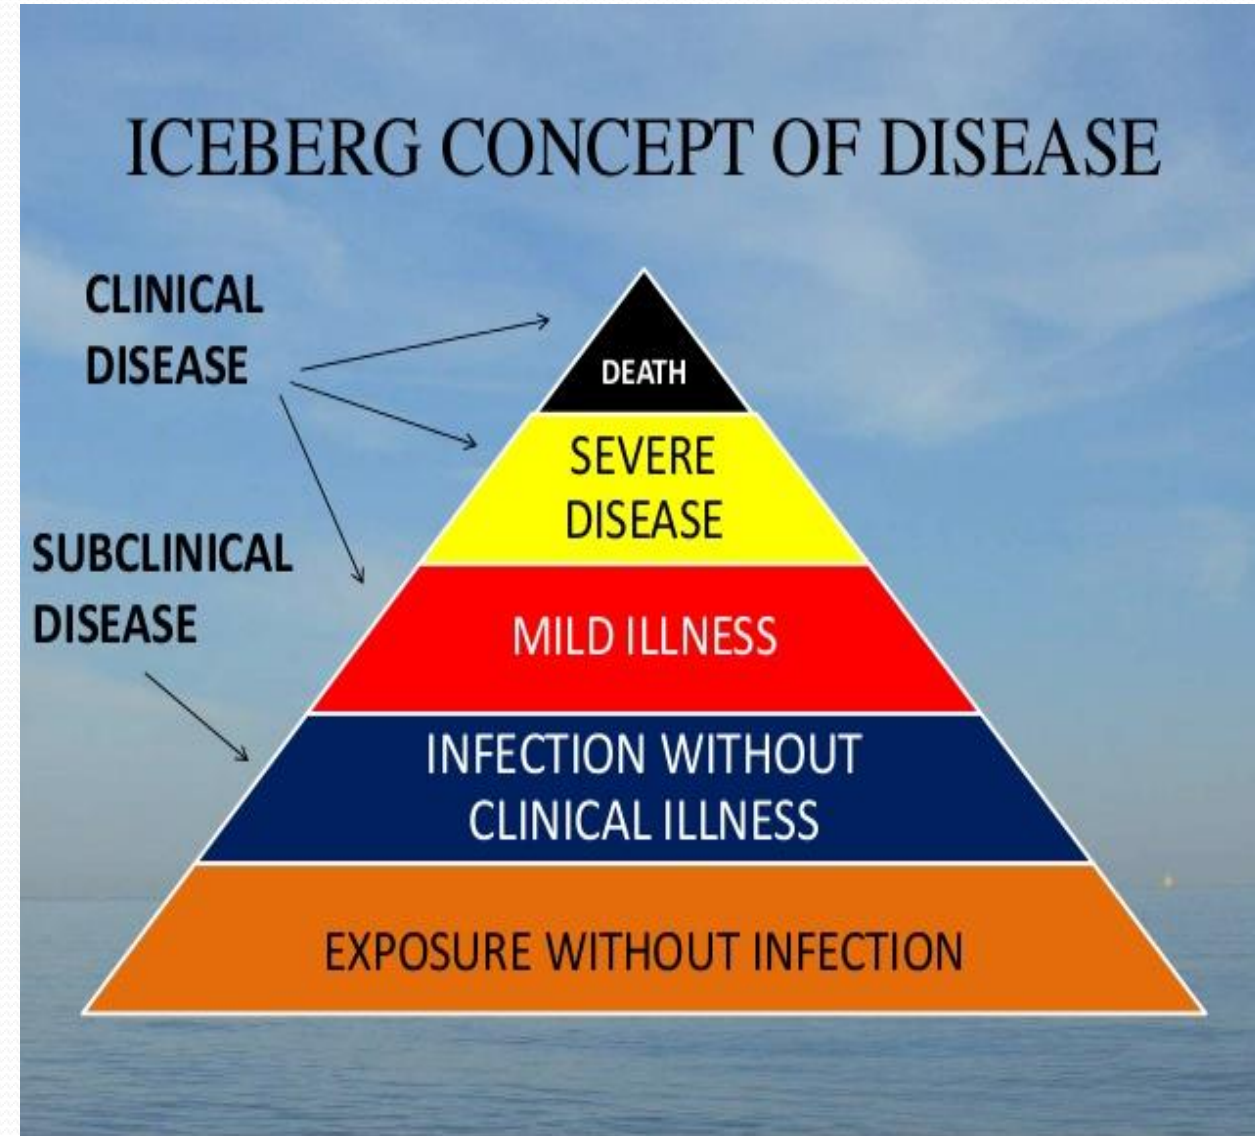 ICEBERG CONCEPT OF DISEASE
CLINICAL
DISEASE
DEATH
SEVERE
DISEASE
SUBCLINICAL
DISEASE
MILD ILLNESS
INFECTION WITHOUT
CLINICAL ILLNESS
EXPOSURE WITHOUT INFECTION